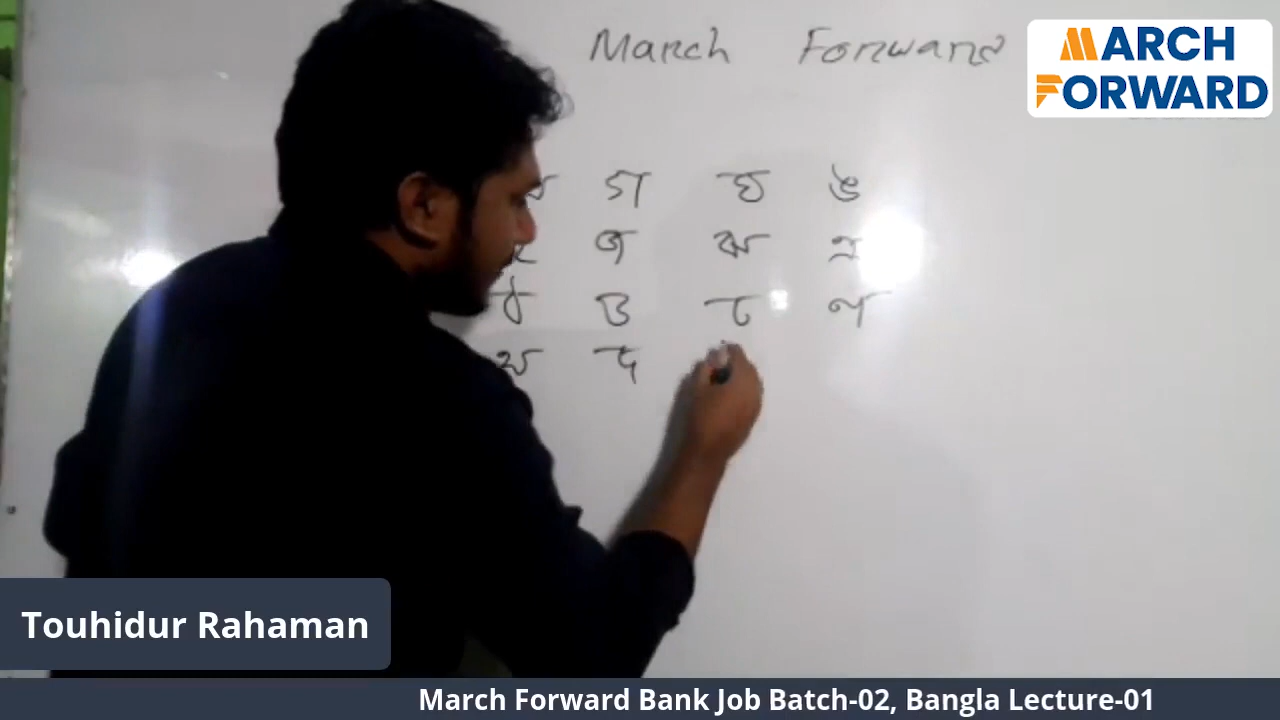 March Forward
MARCH
FORWARD
গ ঘ ঙ
জ ঝ ঞ
ঠ ড ঢ ণ
থ দ
Touhidur Rahaman
March Forward Bank Job Batch-02, Bangla Lecture-01